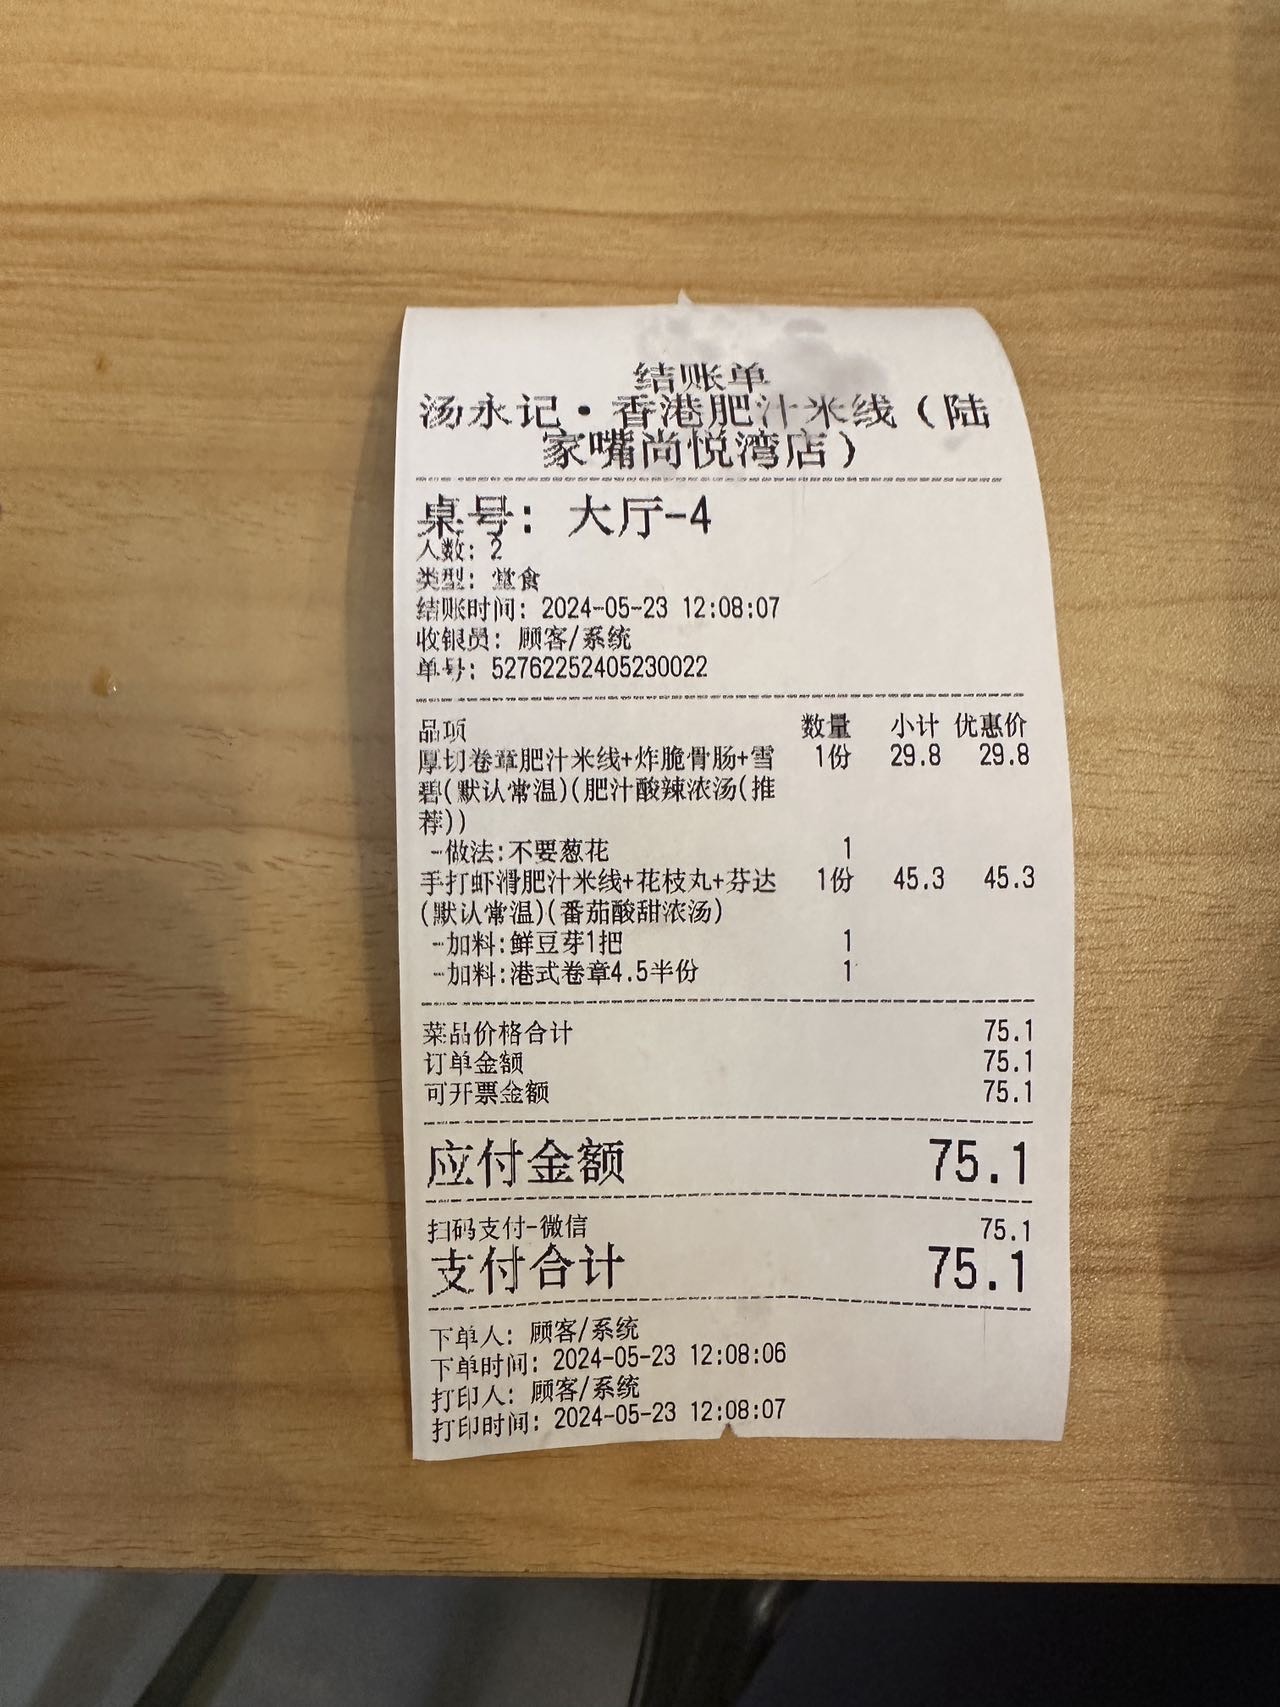 结账单
汤永记·香港肥汁米线（陆
家嘴尚悦湾店）
桌号：大厅-4
人数：2
类型：堂食
结账时间：2024-05-23 12:08:07
收银员：顾客/系统
单号：52762252405230022
品项 数量 小计 优惠价
厚切卷章肥汁米线+炸脆骨肠+雪 1份 29.8 29.8
碧(默认常温)(肥汁酸辣浓汤(推
荐))
-做法:不要葱花 1
手打虾滑肥汁米线+花枝丸+芬达 1份 45.3 45.3
(默认常温)(番茄酸甜浓汤)
-加料:鲜豆芽1把 1
-加料:港式卷章4.5半份 1
菜品价格合计 75.1
订单金额 75.1
可开票金额 75.1
应付金额 75.1
扫码支付-微信 75.1
支付合计 75.1
下单人：顾客/系统
下单时间：2024-05-23 12:08:06
打印人：顾客/系统
打印时间：2024-05-23 12:08:07